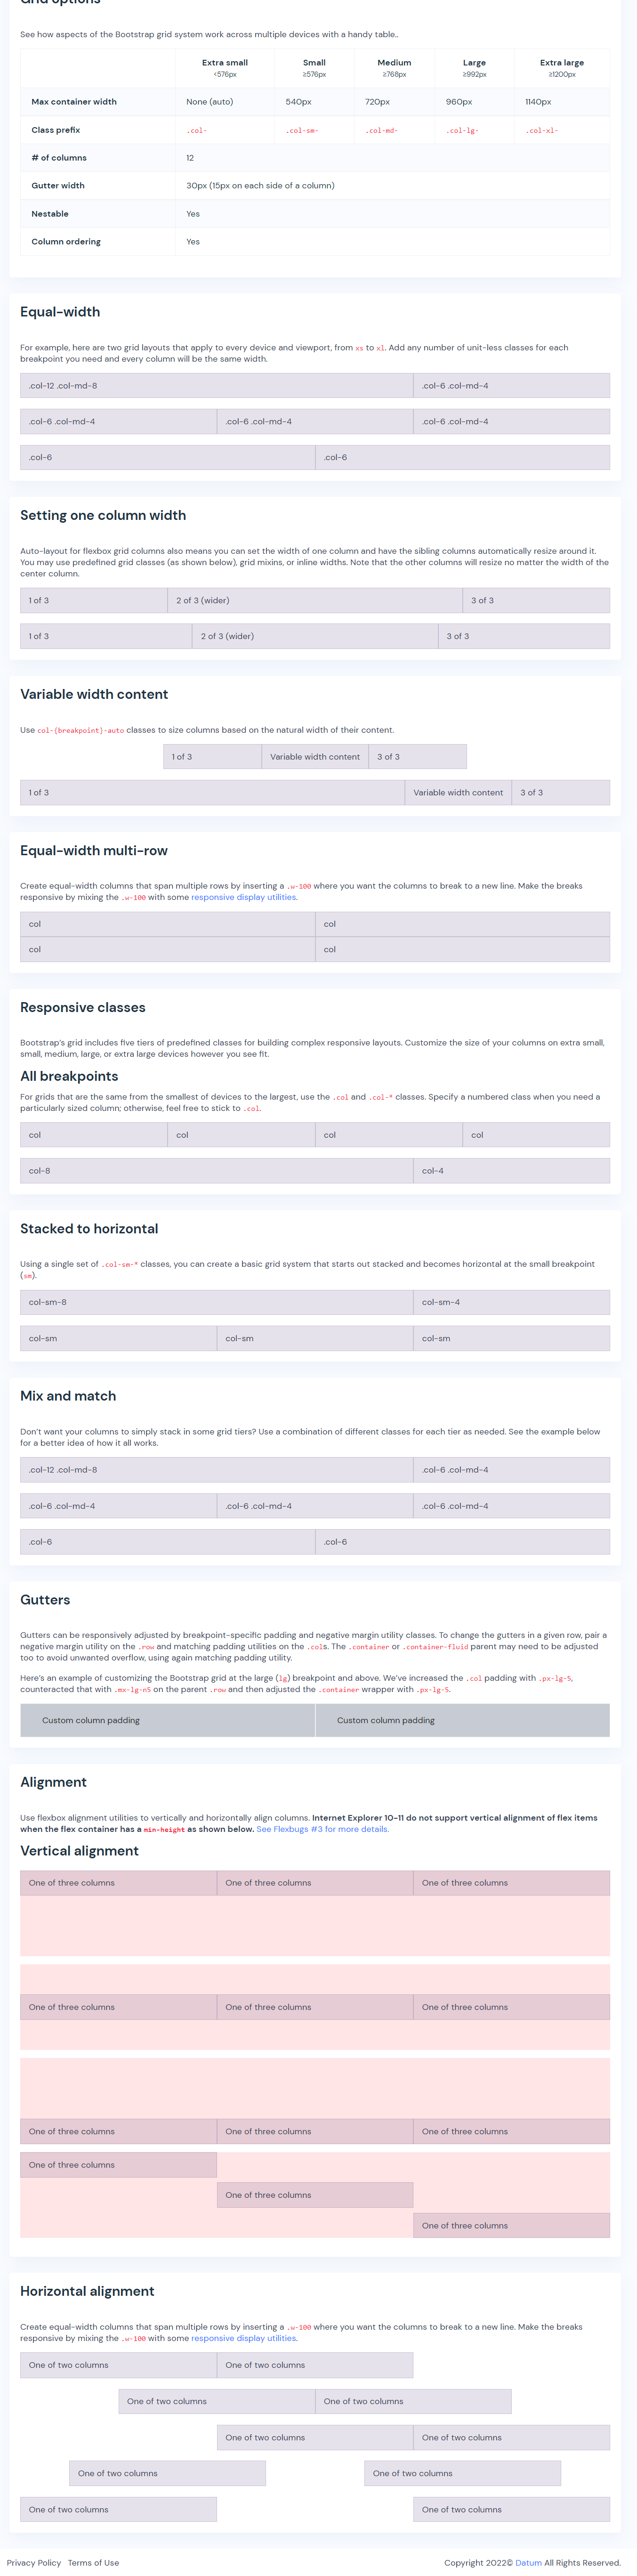 Grid options
See how aspects of the Bootstrap grid system work across multiple devices with a handy table..
Extra small Small Medium Large Extra large
<576px ≥576px ≥768px ≥992px ≥1200px
Max container width None (auto) 540px 720px 960px 1140px
Class prefix .col- .col-sm- .col-md- .col-lg- .col-xl-
# of columns 12
Gutter width 30px (15px on each side of a column)
Nestable Yes
Column ordering Yes
Equal-width
For example, here are two grid layouts that apply to every device and viewport, from xs to xl. Add any number of unit-less classes for each
breakpoint you need and every column will be the same width.
.col-12 .col-md-8 .col-6 .col-md-4
.col-6 .col-md-4 .col-6 .col-md-4 .col-6 .col-md-4
.col-6 .col-6
Setting one column width
Auto-layout for flexbox grid columns also means you can set the width of one column and have the sibling columns automatically resize around it.
You may use predefined grid classes (as shown below), grid mixins, or inline widths. Note that the other columns will resize no matter the width of the
center column.
1 of 3 2 of 3 (wider) 3 of 3
1 of 3 2 of 3 (wider) 3 of 3
Variable width content
Use col-{breakpoint}-auto classes to size columns based on the natural width of their content.
1 of 3 Variable width content 3 of 3
1 of 3 Variable width content 3 of 3
Equal-width multi-row
Create equal-width columns that span multiple rows by inserting a .w-100 where you want the columns to break to a new line. Make the breaks
responsive by mixing the .w-100 with some responsive display utilities.
col col
col col
Responsive classes
Bootstrap's grid includes five tiers of predefined classes for building complex responsive layouts. Customize the size of your columns on extra small,
small, medium, large, or extra large devices however you see fit.
All breakpoints
For grids that are the same from the smallest of devices to the largest, use the .col and .col-* classes. Specify a numbered class when you need a
particularly sized column; otherwise, feel free to stick to .col.
col col col col
col-8 col-4
Stacked to horizontal
Using a single set of .col-sm-* classes, you can create a basic grid system that starts out stacked and becomes horizontal at the small breakpoint
(sm).
col-sm-8 col-sm-4
col-sm col-sm col-sm
Mix and match
Don't want your columns to simply stack in some grid tiers? Use a combination of different classes for each tier as needed. See the example below
for a better idea of how it all works.
.col-12 .col-md-8 .col-6 .col-md-4
.col-6 .col-md-4 .col-6 .col-md-4 .col-6 .col-md-4
.col-6 .col-6
Gutters
Gutters can be responsively adjusted by breakpoint-specific padding and negative margin utility classes. To change the gutters in a given row, pair a
negative margin utility on the .row and matching padding utilities on the .cols. The .container or .container-fluid parent may need to be adjusted
too to avoid unwanted overflow, using again matching padding utility.
Here's an example of customizing the Bootstrap grid at the large (lg) breakpoint and above. We've increased the .col padding with .px-lg-5,
counteracted that with .mx-lg-n5 on the parent .row and then adjusted the .container wrapper with .px-lg-5.
Custom column padding Custom column padding
Alignment
Use flexbox alignment utilities to vertically and horizontally align columns. Internet Explorer 10-11 do not support vertical alignment of flex items
when the flex container has a min-height as shown below. See Flexbugs #3 for more details.
Vertical alignment
One of three columns One of three columns One of three columns
One of three columns One of three columns One of three columns
One of three columns One of three columns One of three columns
One of three columns
One of three columns
One of three columns
Horizontal alignment
Create equal-width columns that span multiple rows by inserting a .w-100 where you want the columns to break to a new line. Make the breaks
responsive by mixing the .w-100 with some responsive display utilities.
One of two columns One of two columns
One of two columns One of two columns
One of two columns One of two columns
One of two columns One of two columns
One of two columns One of two columns
Privacy Policy Terms of Use Copyright 2022© Datum All Rights Reserved.